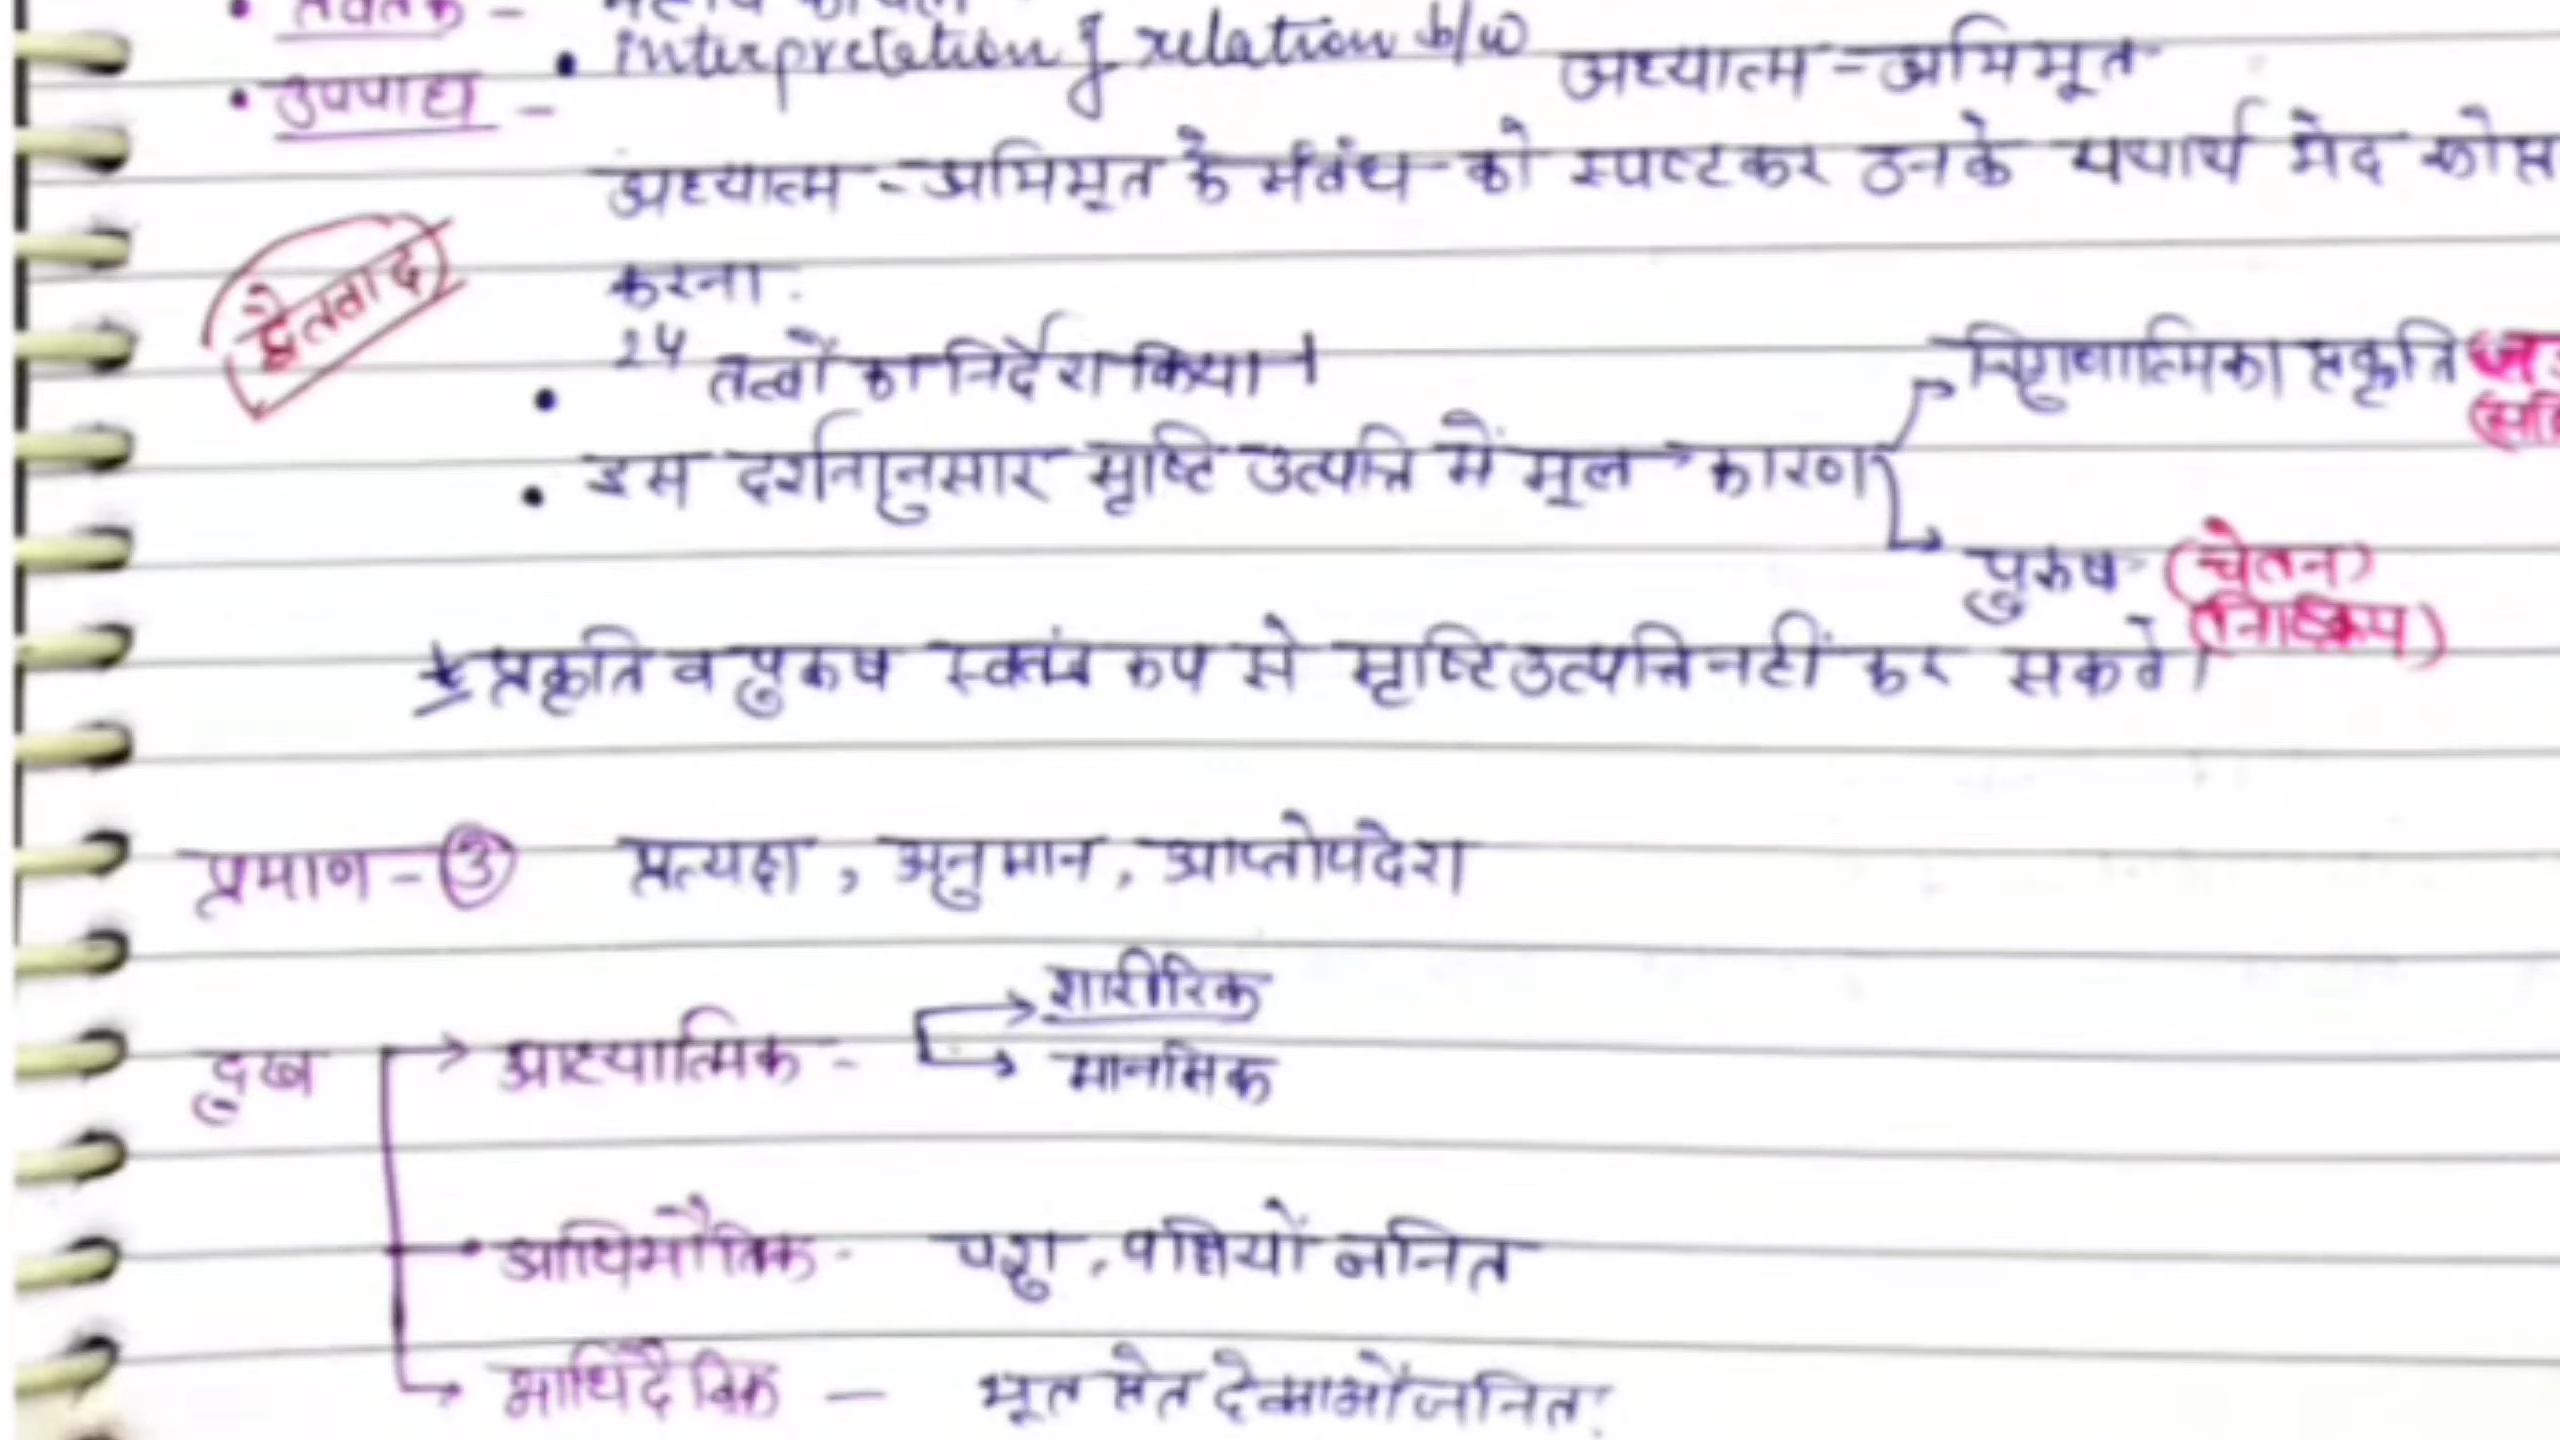 interpretation of relation b/w अध्यात्म - अभिभूत
• उपपाद्य -
अध्यात्म - अभिभूत के संबंध को स्पष्टकर उनके यथार्थ भेद को
द्वैतवाद
करना.
• 24 तत्वों का निर्देश किया।
त्रिगुणात्मिका प्रकृति
• इस दर्शनानुसार सृष्टि उत्पत्ति में मूल कारण
पुरुष (चेतन)
(निष्क्रिय)
प्रकृति व पुरुष स्वतंत्र रूप से सृष्टि उत्पत्ति नहीं कर सकते।
प्रमाण - ③ प्रत्यक्ष, अनुमान, आप्तोपदेश
शारीरिक
दुख → आध्यात्मिक -
मानसिक
आधिभौतिक - पशु, पक्षियों जनित
आधिदैविक — भूत प्रेत देवताओं जनित